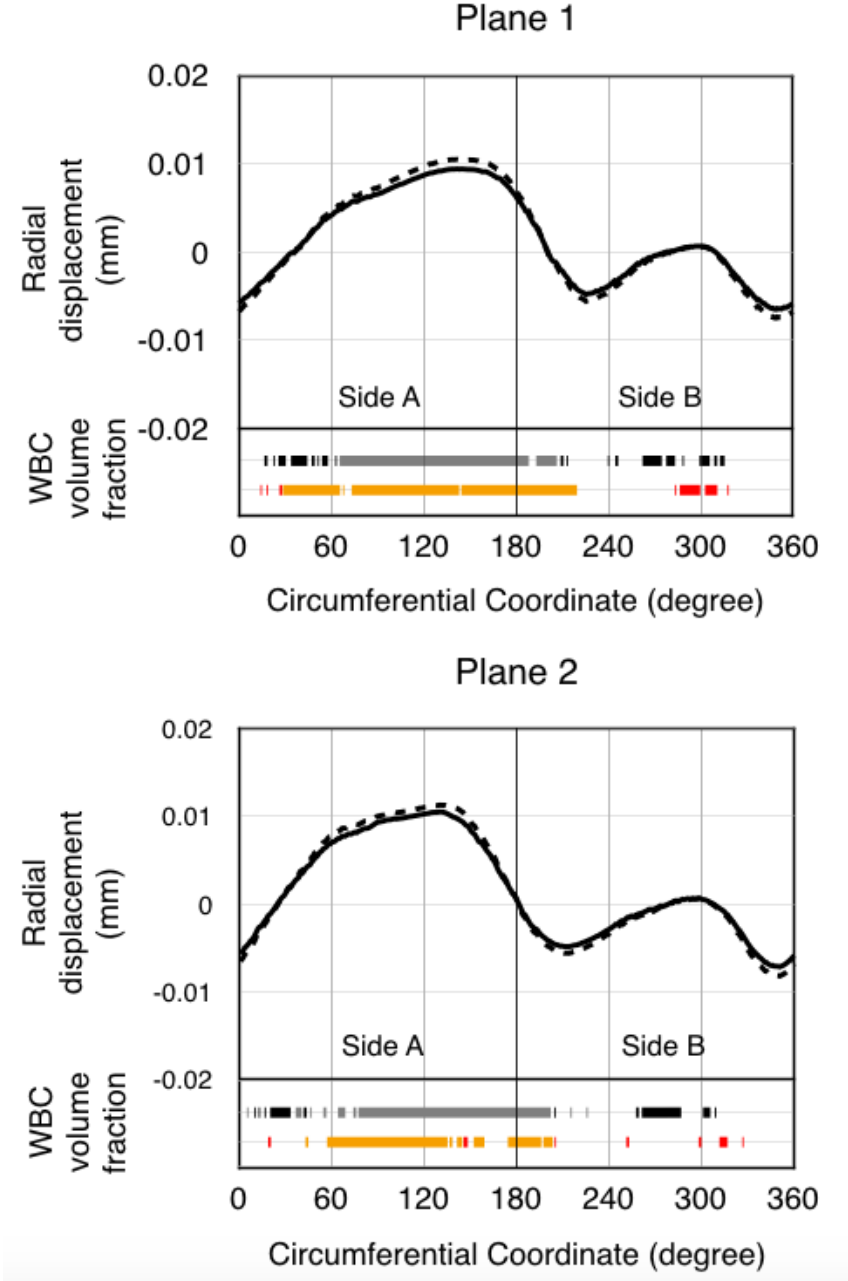 Plane 1
0.02
0.01
0
-0.01
-0.02
Radial
displacement
(mm)
Side A
Side B
WBC
volume
fraction
0 60 120 180 240 300 360
Circumferential Coordinate (degree)
Plane 2
0.02
0.01
0
-0.01
-0.02
Radial
displacement
(mm)
Side A
Side B
WBC
volume
fraction
0 60 120 180 240 300 360
Circumferential Coordinate (degree)